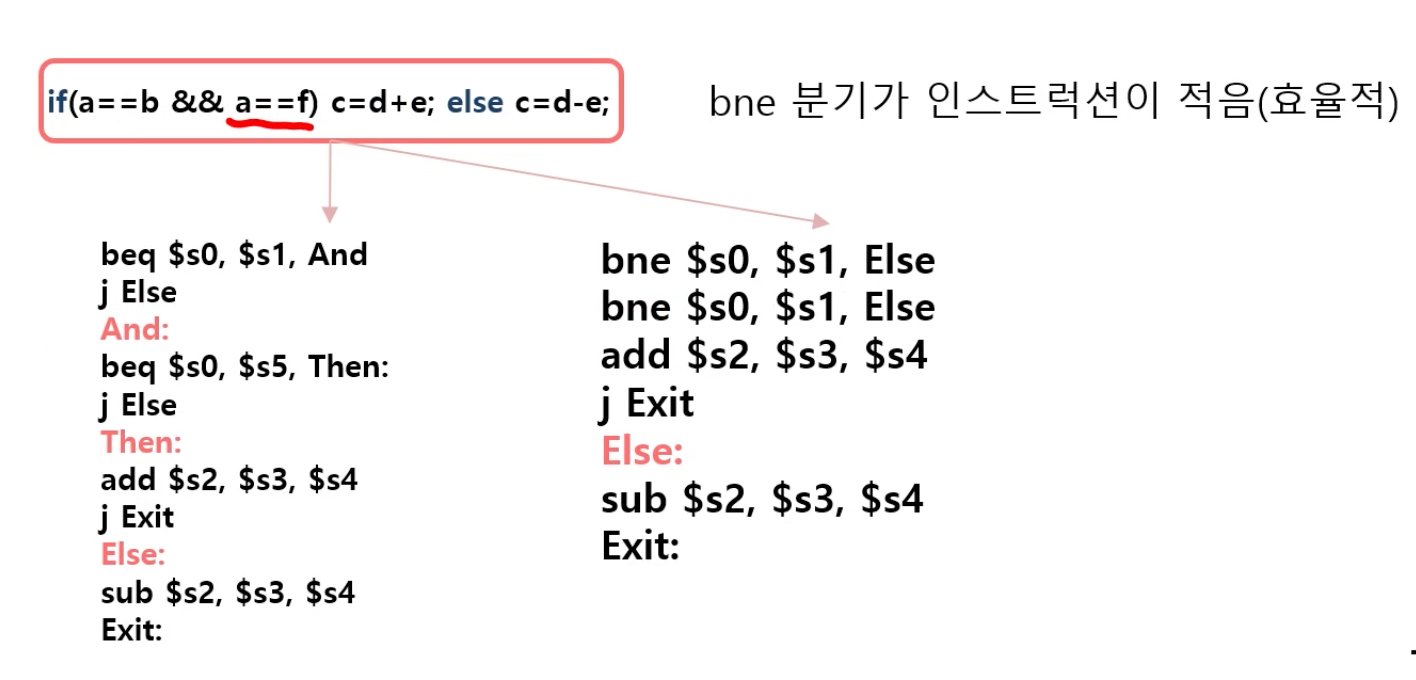 if(a==b && a==f) c=d+e; else c=d-e;
bne 분기가 인스트럭션이 적음(효율적)
beq $s0, $s1, And
j Else
And:
beq $s0, $s5, Then:
j Else
Then:
add $s2, $s3, $s4
j Exit
Else:
sub $s2, $s3, $s4
Exit:
bne $s0, $s1, Else
bne $s0, $s1, Else
add $s2, $s3, $s4
j Exit
Else:
sub $s2, $s3, $s4
Exit: